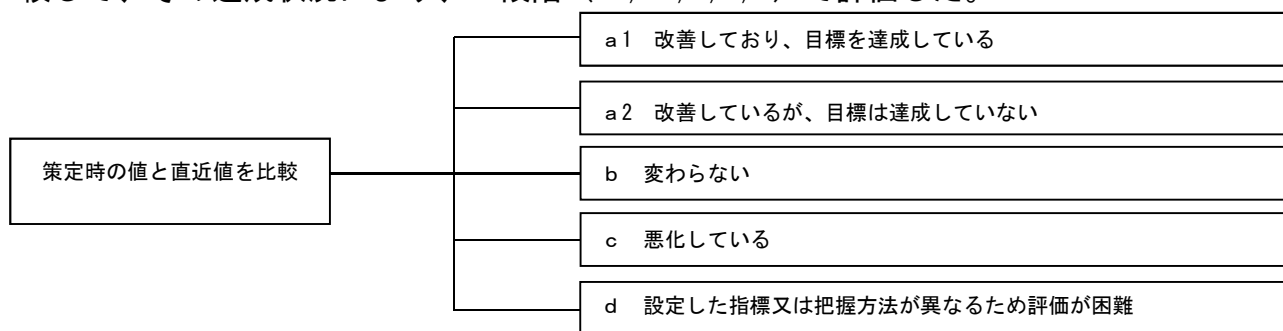 a1 改善しており、目標を達成している
a2 改善しているが、目標は達成していない
策定時の値と直近値を比較
b 変わらない
c 悪化している
d 設定した指標又は把握方法が異なるため評価が困難